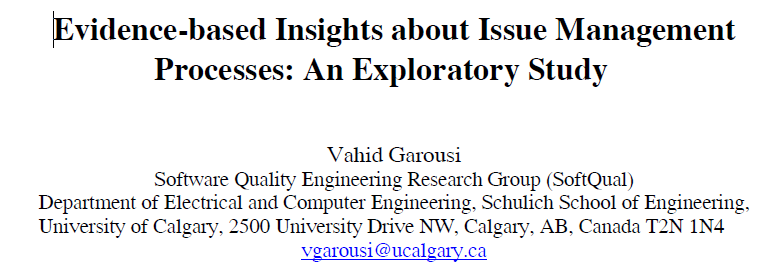 Evidence-based Insights about Issue Management
Processes: An Exploratory Study
Vahid Garousi
Software Quality Engineering Research Group (SoftQual)
Department of Electrical and Computer Engineering, Schulich School of Engineering,
University of Calgary, 2500 University Drive NW, Calgary, AB, Canada T2N 1N4
vgarousi@ucalgary.ca